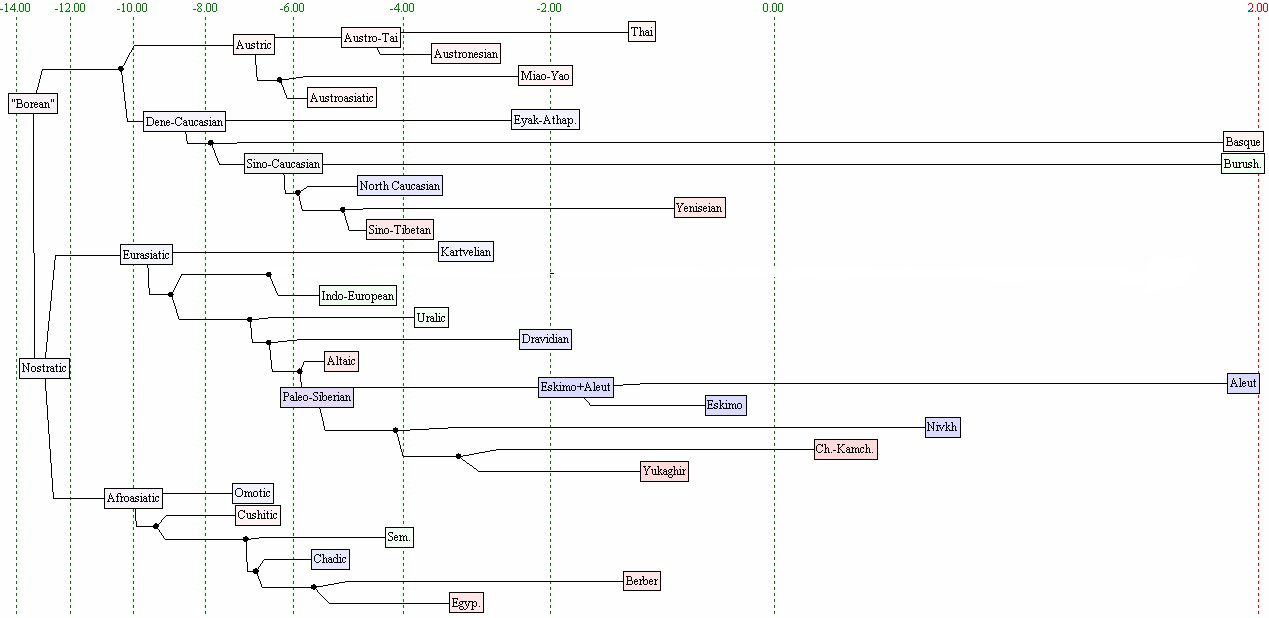 -14.00 -12.00 -10.00 -8.00 -6.00 -4.00 -2.00 0.00 2.00
Thai
Austro-Tai
Austric
Austronesian
Miao-Yao
Austroasiatic
"Borean"
Dene-Caucasian
Eyak-Athap.
Basque
Sino-Caucasian
Burush.
North Caucasian
Yeniseian
Sino-Tibetan
Eurasiatic
Kartvelian
Indo-European
Uralic
Dravidian
Altaic
Nostratic
Eskimo+Aleut
Aleut
Paleo-Siberian
Eskimo
Nivkh
Ch.-Kamch.
Yukaghir
Afroasiatic
Omotic
Cushitic
Sem.
Chadic
Berber
Egyp.